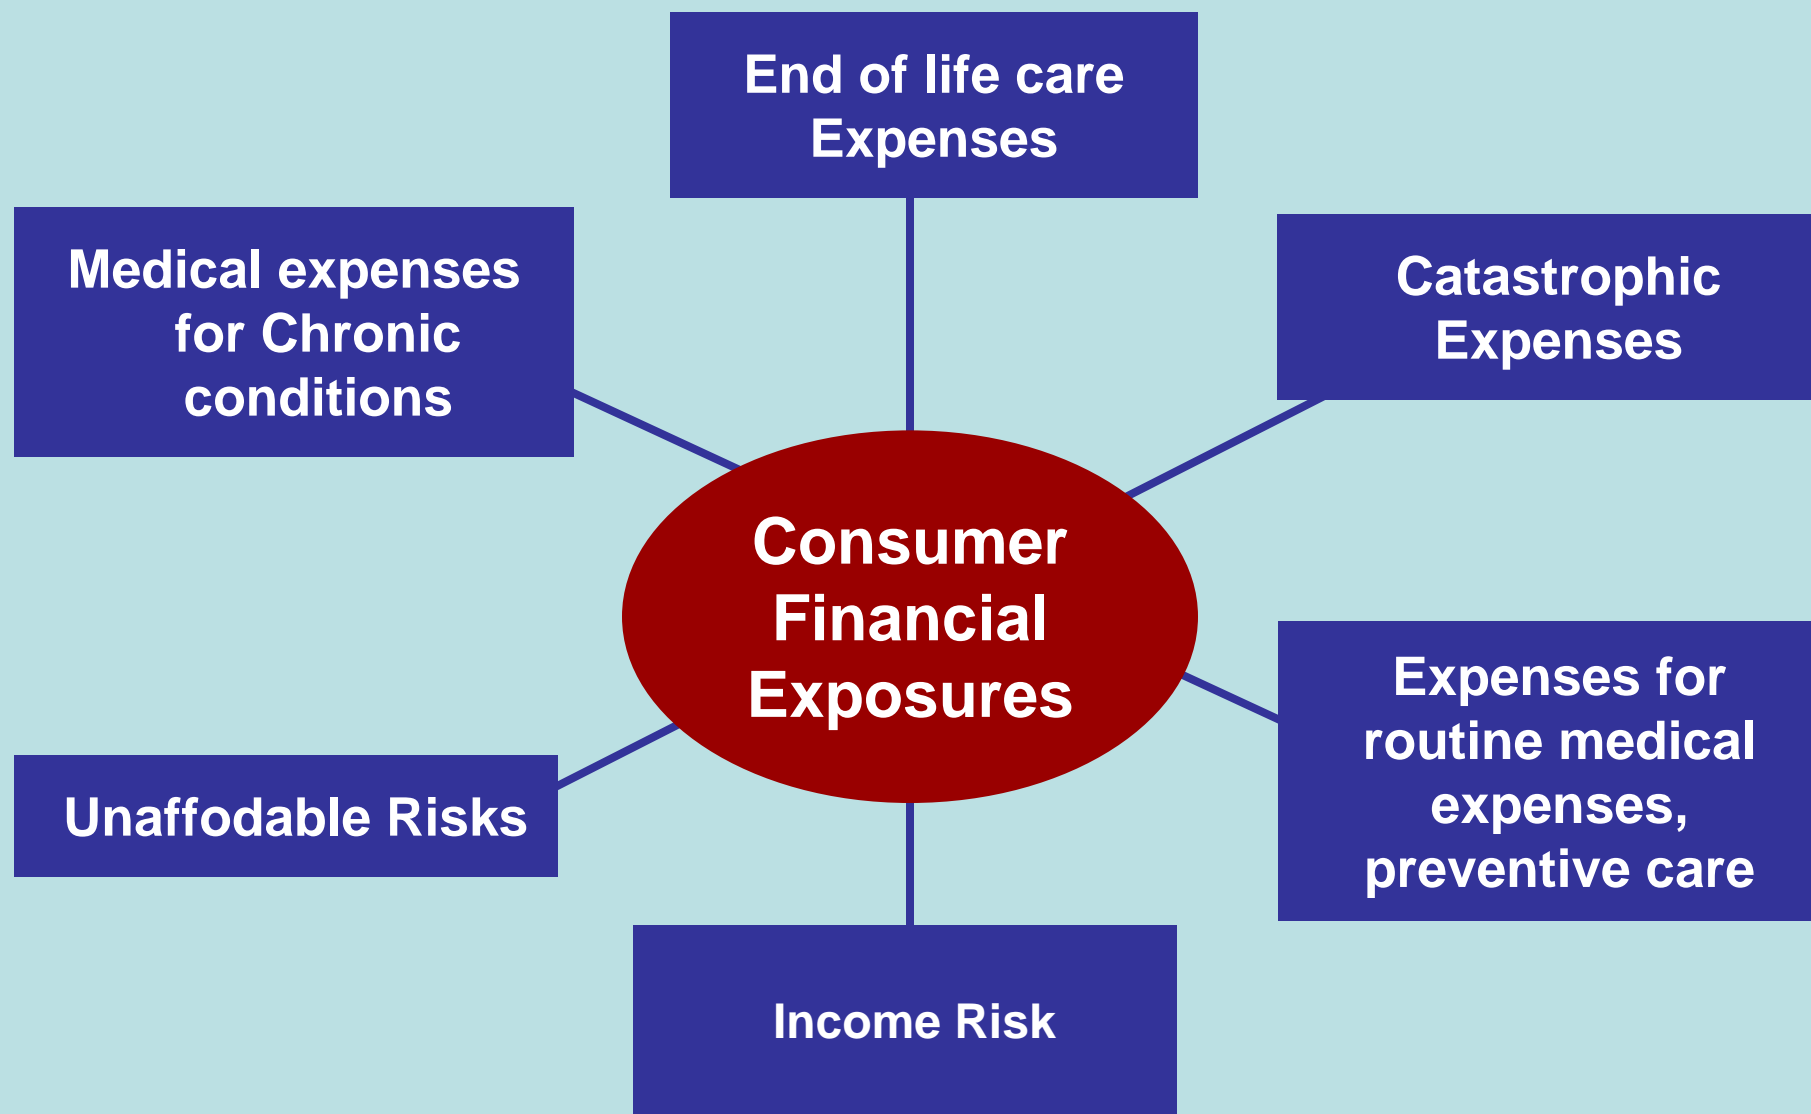 End of life care
Expenses
Medical expenses
for Chronic
conditions
Catastrophic
Expenses
Consumer
Financial
Exposures
Expenses for
routine medical
expenses,
preventive care
Unaffodable Risks
Income Risk